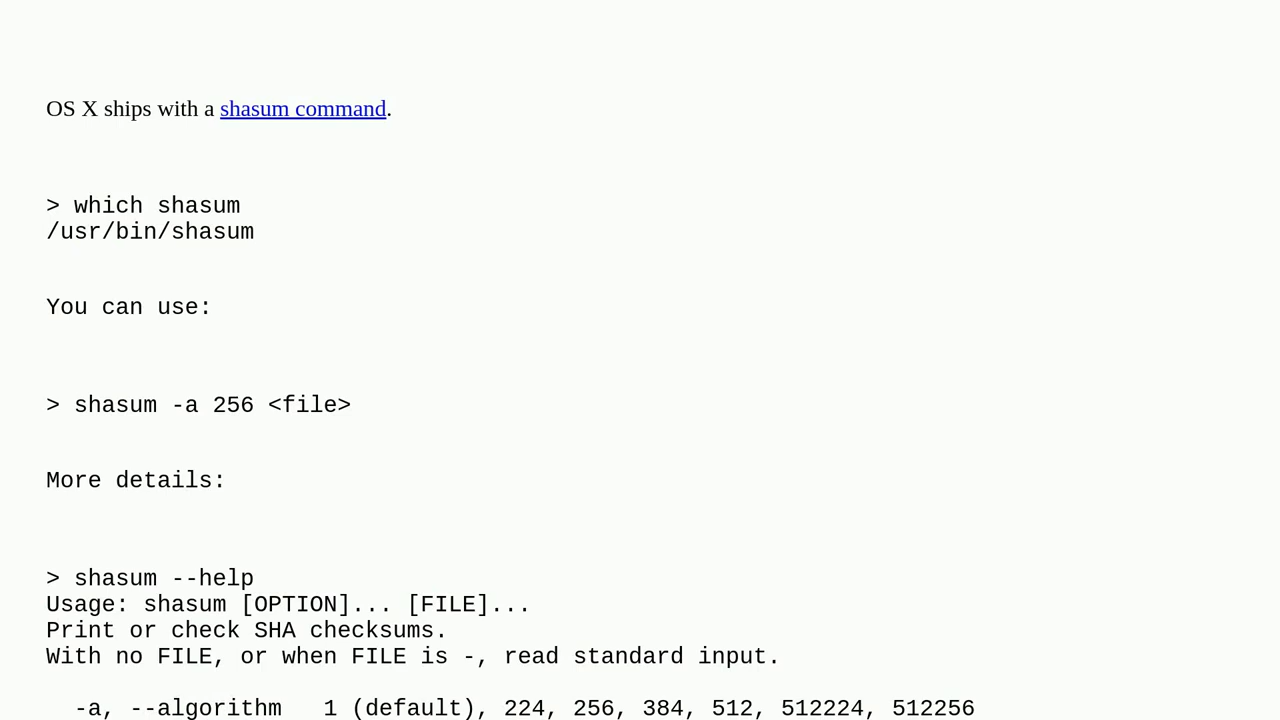 OS X ships with a shasum command.
> which shasum
/usr/bin/shasum
You can use:
> shasum -a 256 <file>
More details:
> shasum --help
Usage: shasum [OPTION]... [FILE]...
Print or check SHA checksums.
With no FILE, or when FILE is -, read standard input.
-a, --algorithm   1 (default), 224, 256, 384, 512, 512224, 512256